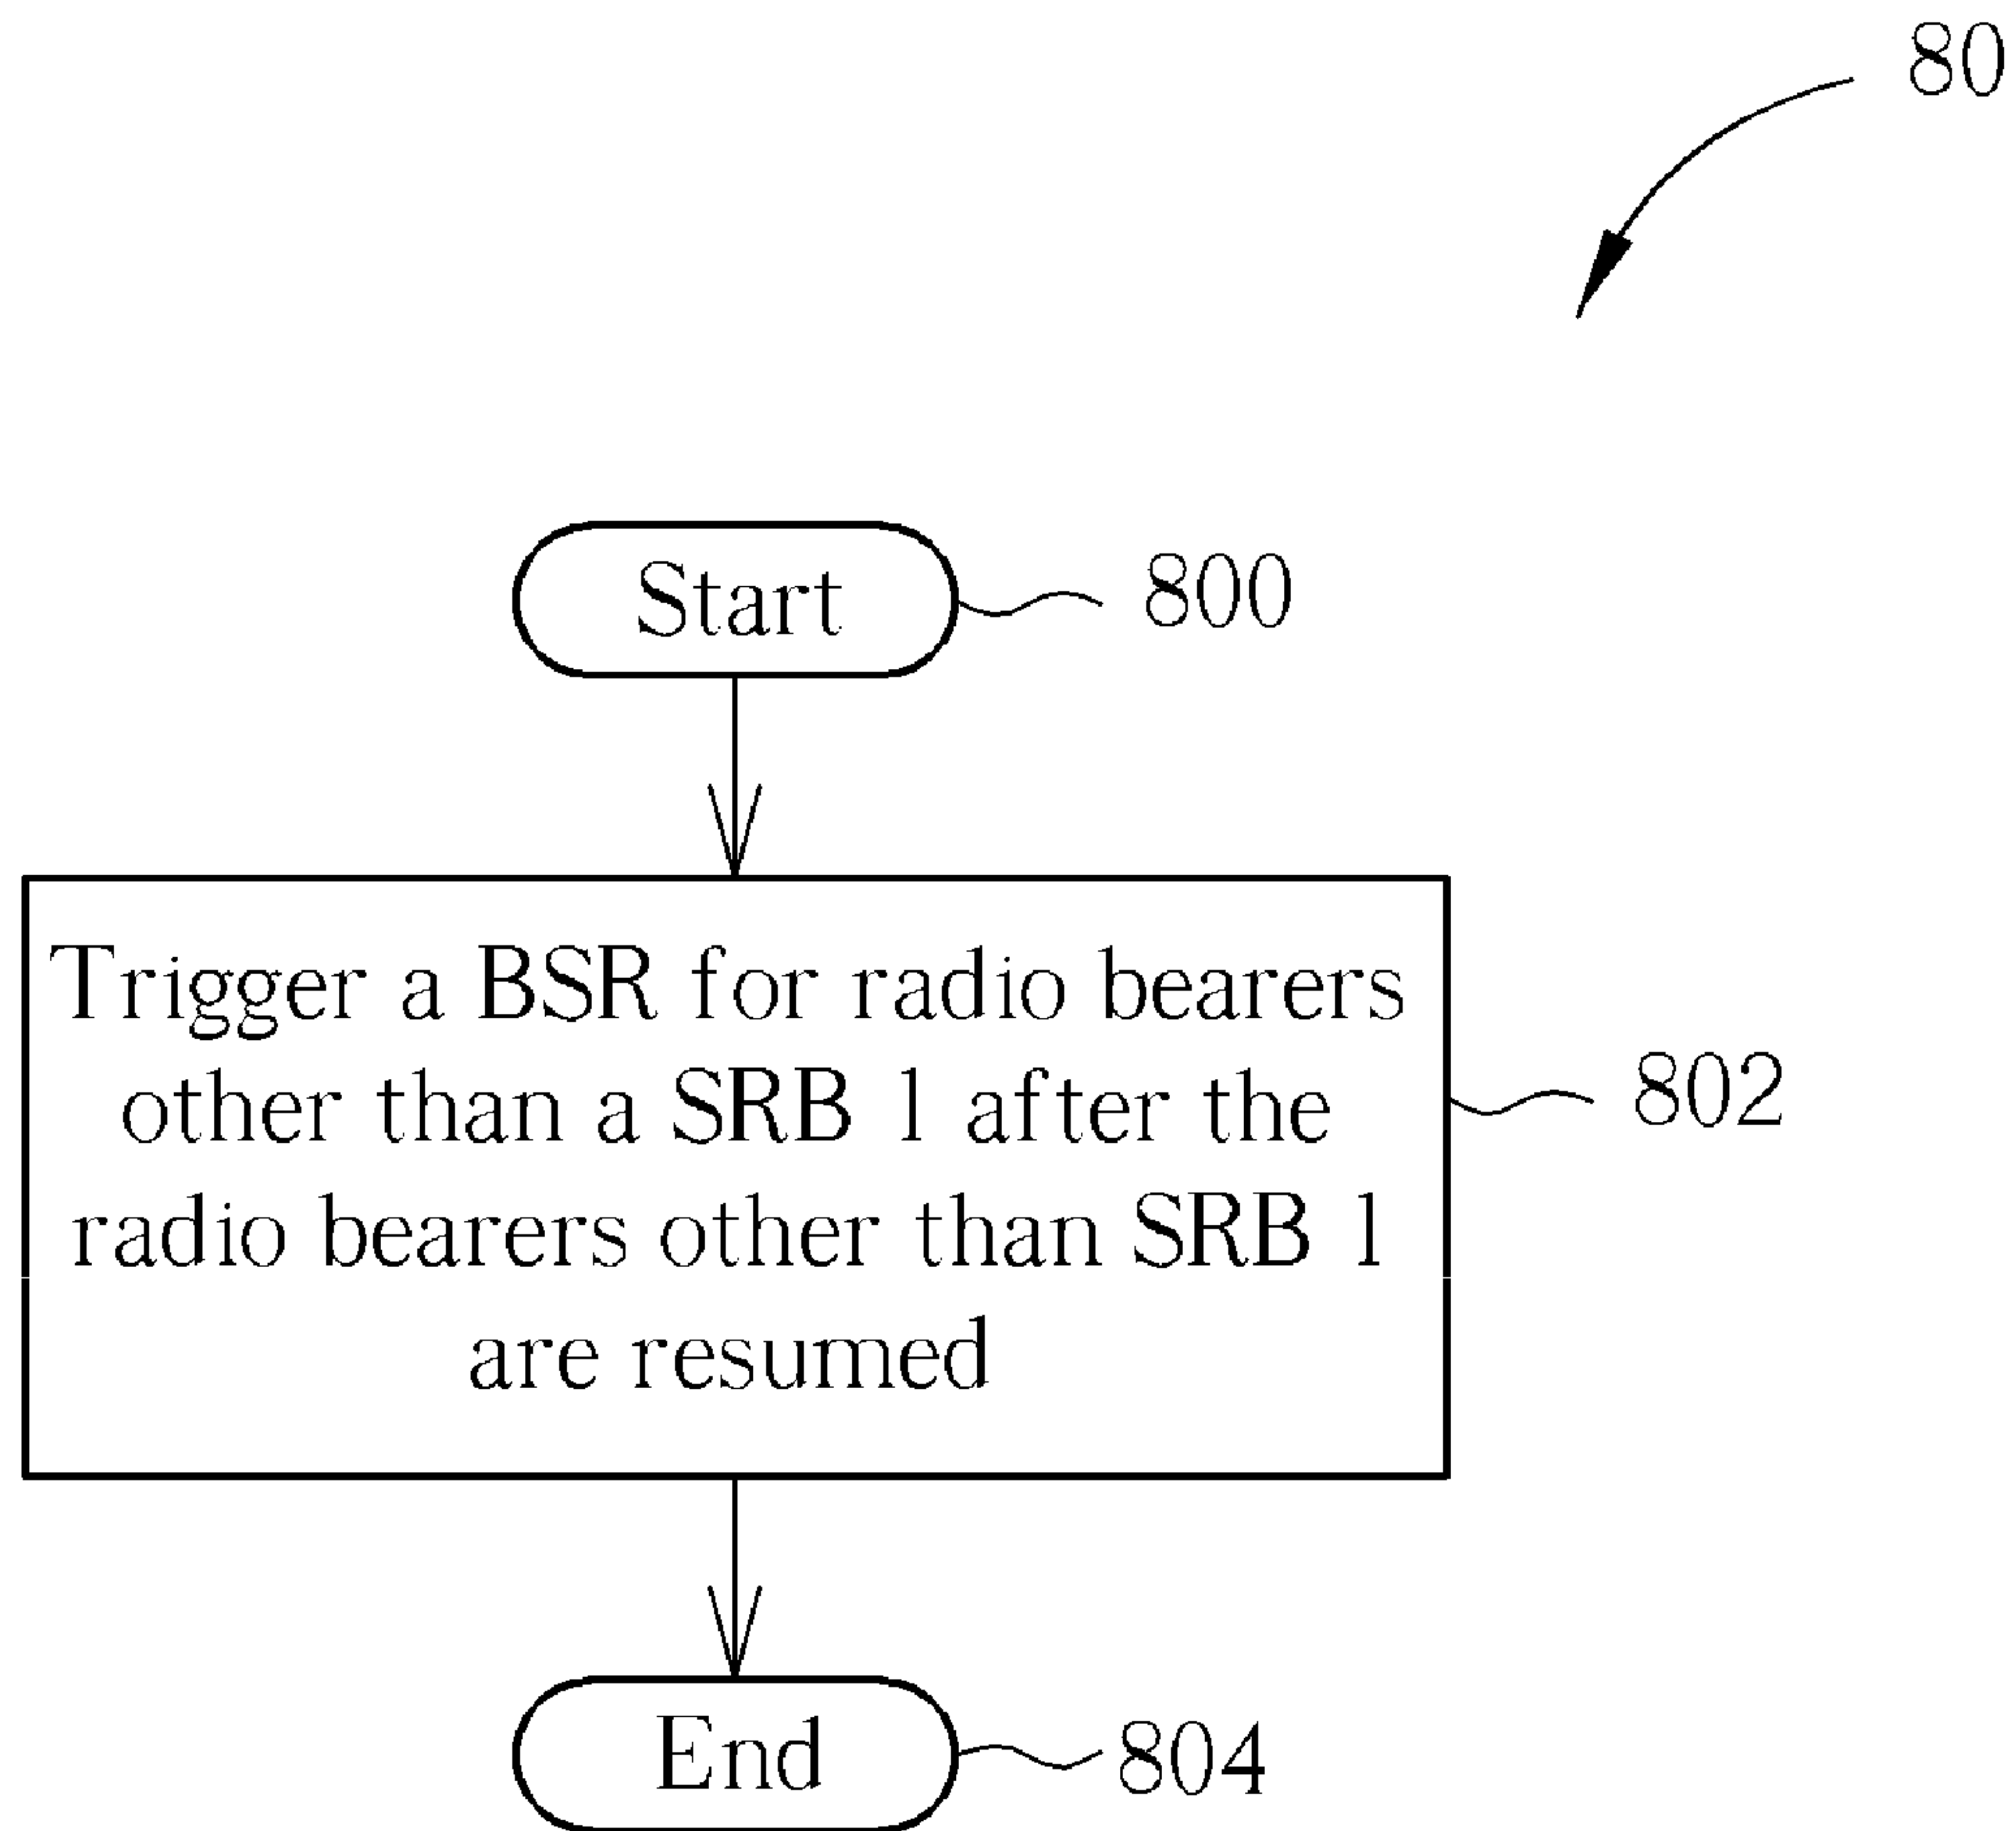 80
Start
800
Trigger a BSR for radio bearers
other than a SRB 1 after the
radio bearers other than SRB 1
are resumed
802
End
804